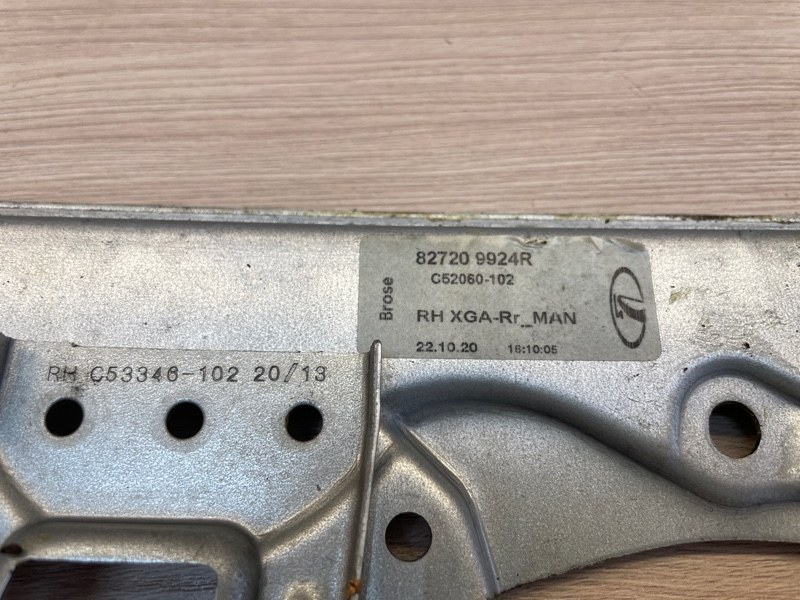 82720 9924R
C52060-102
Brose
RH XGA-Rr_MAN
22.10.20 16:10:05
RH C53346-102 20/13